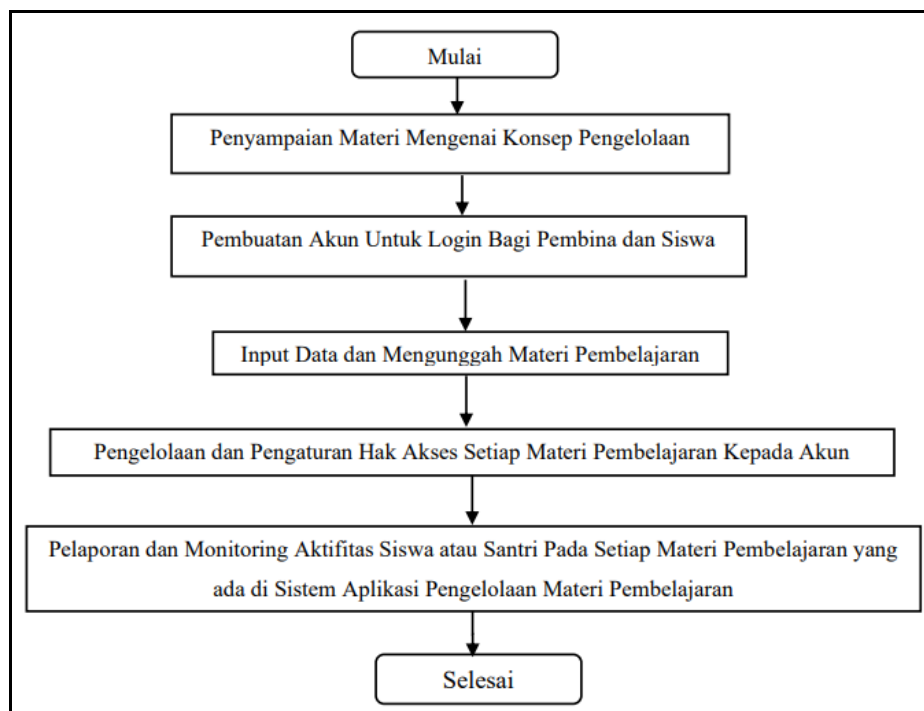 Mulai
Penyampaian Materi Mengenai Konsep Pengelolaan
Pembuatan Akun Untuk Login Bagi Pembina dan Siswa
Input Data dan Mengunggah Materi Pembelajaran
Pengelolaan dan Pengaturan Hak Akses Setiap Materi Pembelajaran Kepada Akun
Pelaporan dan Monitoring Aktifitas Siswa atau Santri Pada Setiap Materi Pembelajaran yang
ada di Sistem Aplikasi Pengelolaan Materi Pembelajaran
Selesai